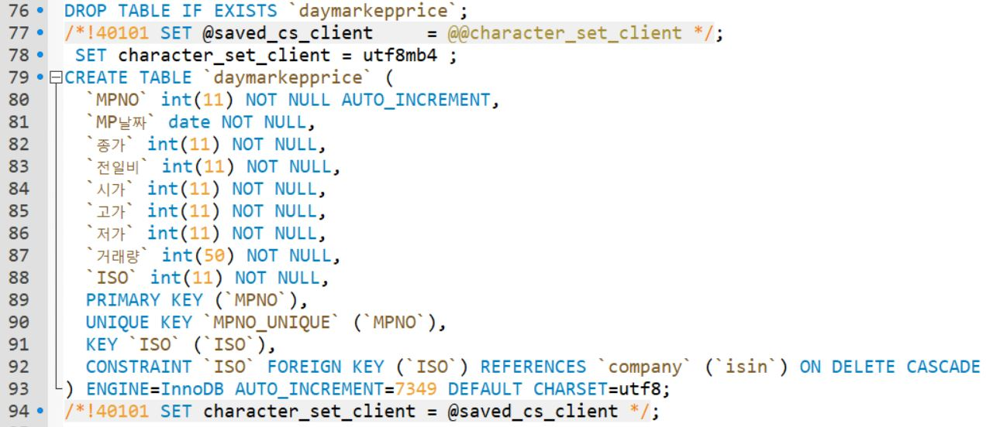 76 DROP TABLE IF EXISTS `daymarkepprice`;
77 /*!40101 SET @saved_cs_client     = @@character_set_client */;
78  SET character_set_client = utf8mb4 ;
79 CREATE TABLE `daymarkepprice` (
80   `MPNO` int(11) NOT NULL AUTO_INCREMENT,
81   `MP날짜` date NOT NULL,
82   `종가` int(11) NOT NULL,
83   `전일비` int(11) NOT NULL,
84   `시가` int(11) NOT NULL,
85   `고가` int(11) NOT NULL,
86   `저가` int(11) NOT NULL,
87   `거래량` int(50) NOT NULL,
88   `ISO` int(11) NOT NULL,
89   PRIMARY KEY (`MPNO`),
90   UNIQUE KEY `MPNO_UNIQUE` (`MPNO`),
91   KEY `ISO` (`ISO`),
92   CONSTRAINT `ISO` FOREIGN KEY (`ISO`) REFERENCES `company` (`isin`) ON DELETE CASCADE
93 ) ENGINE=InnoDB AUTO_INCREMENT=7349 DEFAULT CHARSET=utf8;
94 /*!40101 SET character_set_client = @saved_cs_client */;